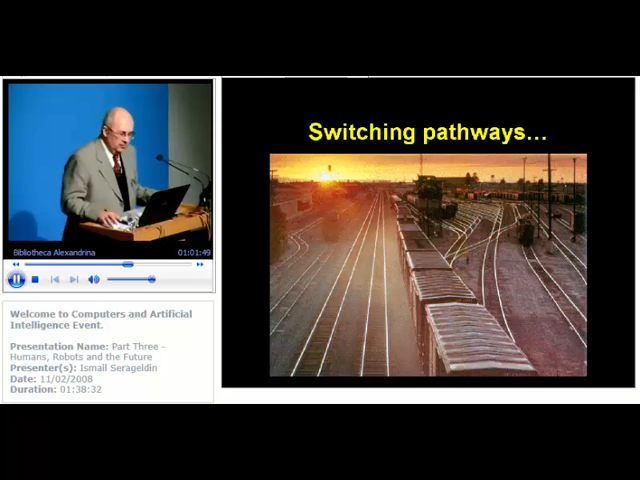 Switching pathways…
Bibliotheca Alexandrina
01:01:49
Welcome to Computers and Artificial
Intelligence Event.
Presentation Name: Part Three -
Humans, Robots and the Future
Presenter(s): Ismail Serageldin
Date: 11/02/2008
Duration: 01:38:32